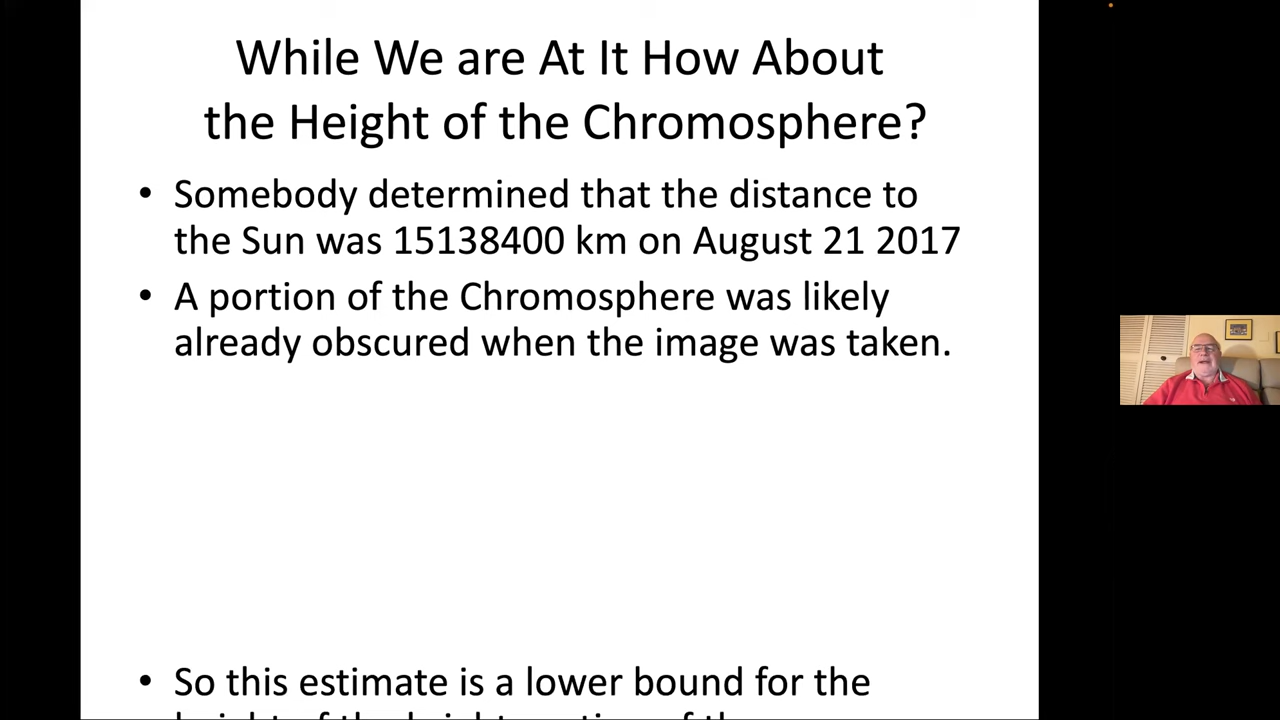 While We are At It How About
the Height of the Chromosphere?
• Somebody determined that the distance to
the Sun was 15138400 km on August 21 2017
• A portion of the Chromosphere was likely
already obscured when the image was taken.
• So this estimate is a lower bound for the